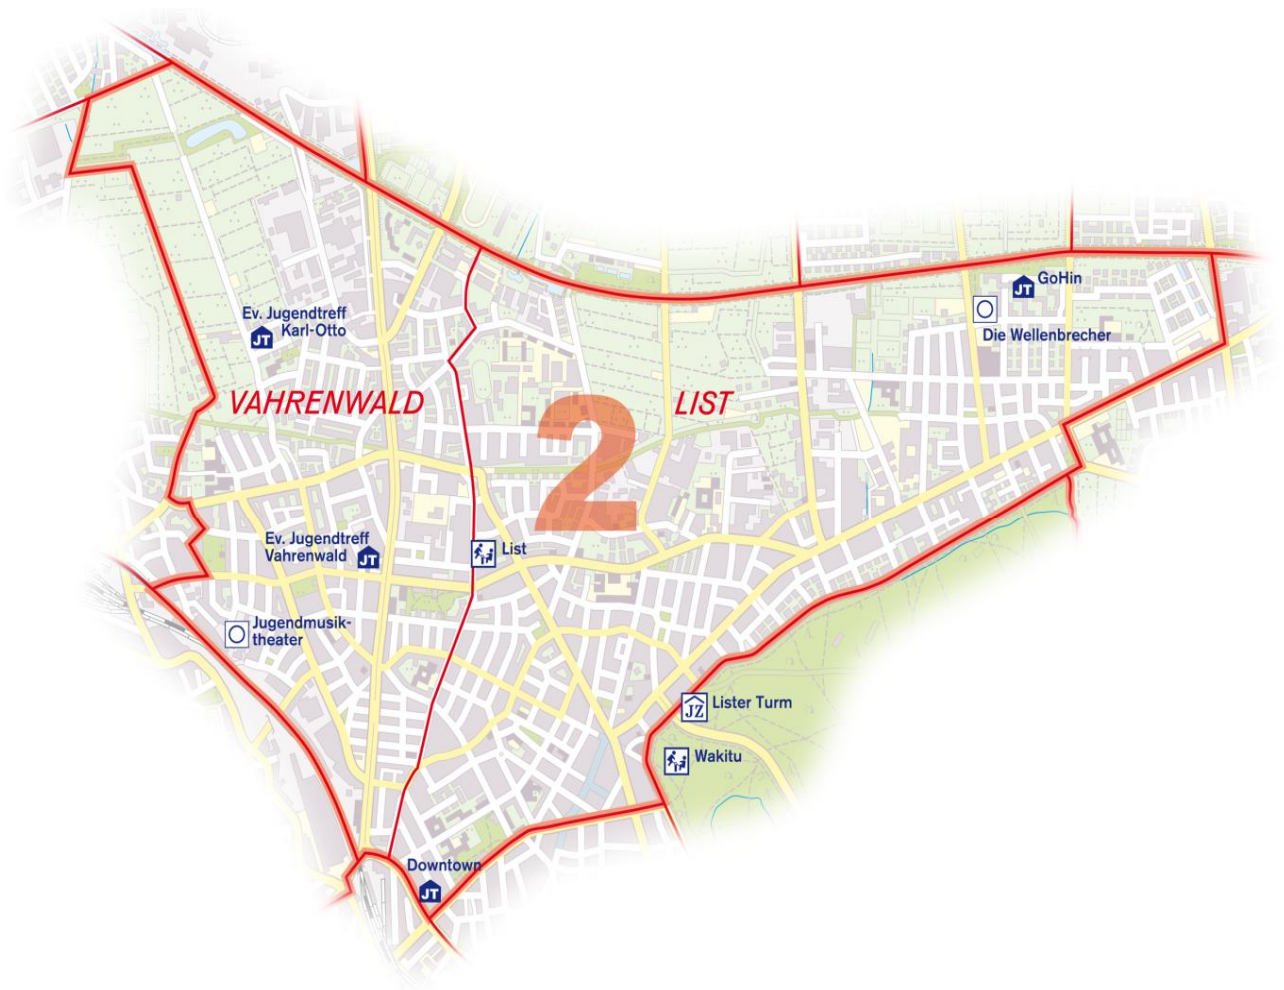 GoHin
JT
Die Wellenbrecher
Ev. Jugendtreff
Karl-Otto
JT
VAHRENWALD
LIST
2
Ev. Jugendtreff
Vahrenwald
JT
List
Jugendmusik-
theater
Lister Turm
JZ
Wakitu
Downtown
JT